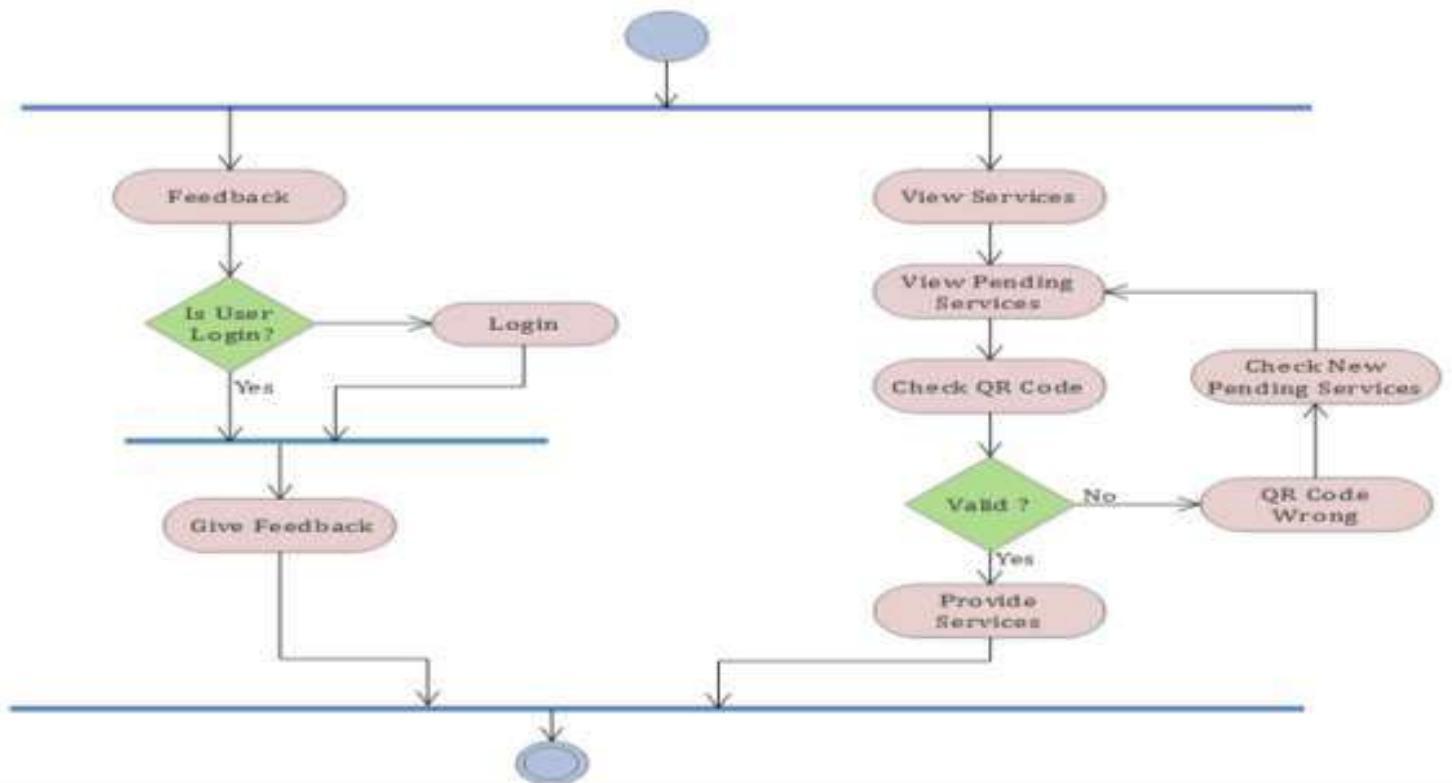 Feedback
View Services
View Pending
Services
Is User
Login?
Login
Yes
Check QR Code
Check New
Pending Services
Give Feedback
Valid ?
No
QR Code
Wrong
Yes
Provide
Services